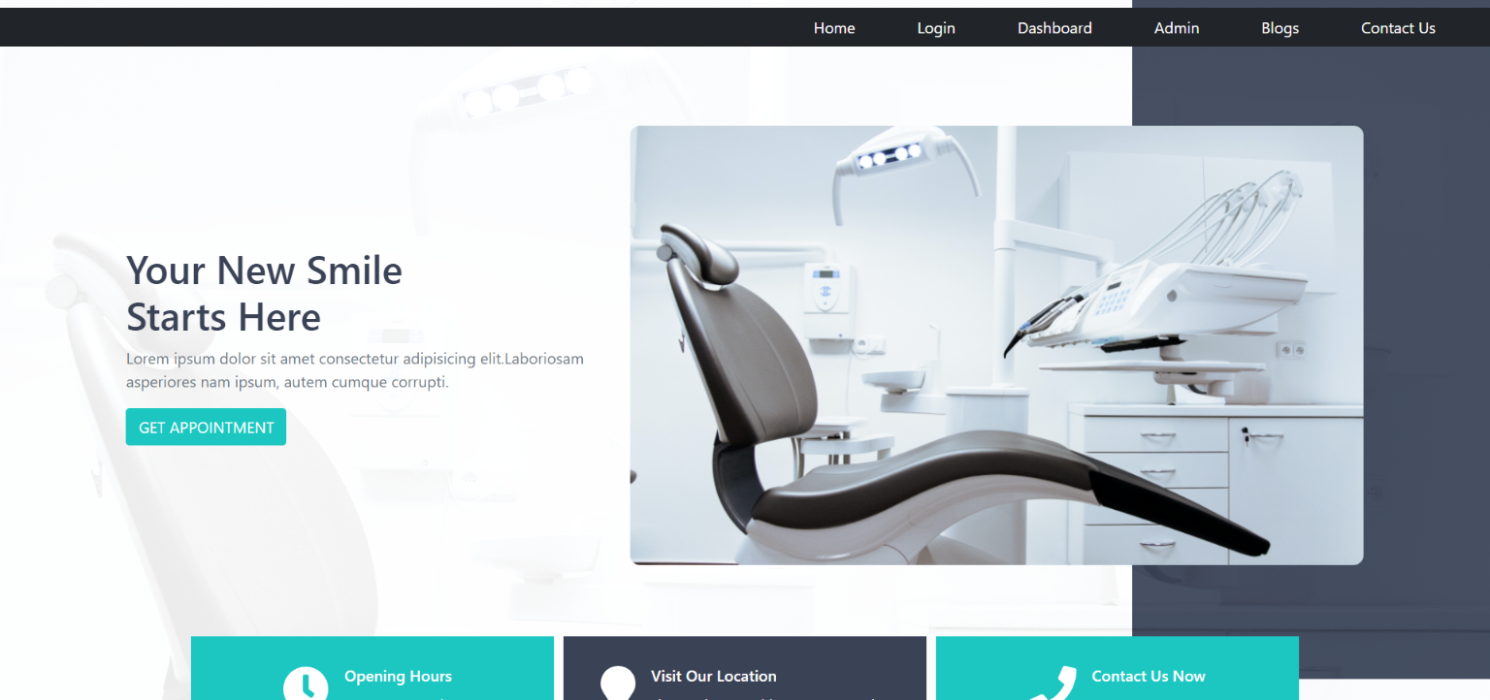 Home Login Dashboard Admin Blogs Contact Us
Your New Smile
Starts Here
Lorem ipsum dolor sit amet consectetur adipisicing elit.Laboriosam
asperiores nam ipsum, autem cumque corrupti.
GET APPOINTMENT
Opening Hours
Visit Our Location
Contact Us Now